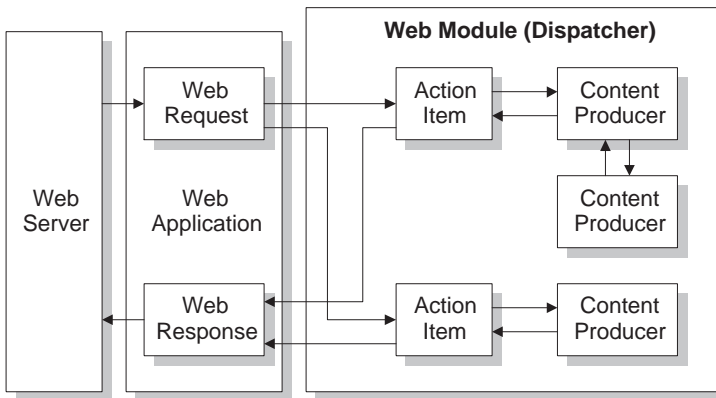 Web Module (Dispatcher)
Web
Request
Action
Item
Content
Producer
Web
Server
Web
Application
Content
Producer
Web
Response
Action
Item
Content
Producer